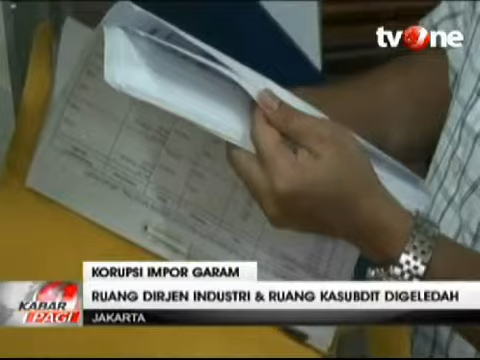 tvOne
KORUPSI IMPOR GARAM
RUANG DIRJEN INDUSTRI & RUANG KASUBDIT DIGELEDAH
KABAR
PAGI
JAKARTA